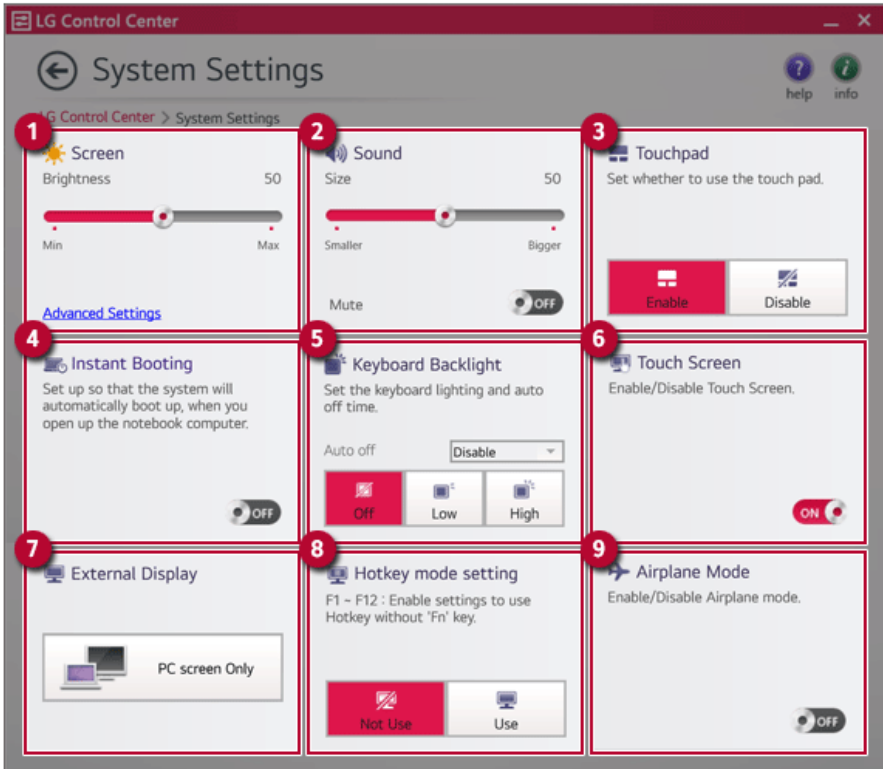 LG Control Center
System Settings
help
info
LG Control Center > System Settings
1
Screen
Brightness 50
Min Max
Advanced Settings
2
Sound
Size 50
Smaller Bigger
Mute OFF
3
Touchpad
Set whether to use the touch pad.
Enable Disable
4
Instant Booting
Set up so that the system will
automatically boot up, when you
open up the notebook computer.
OFF
5
Keyboard Backlight
Set the keyboard lighting and auto
off time.
Auto off Disable
Off Low High
6
Touch Screen
Enable/Disable Touch Screen.
ON
7
External Display
PC screen Only
8
Hotkey mode setting
F1 ~ F12 : Enable settings to use
Hotkey without 'Fn' key.
Not Use Use
9
Airplane Mode
Enable/Disable Airplane mode.
OFF